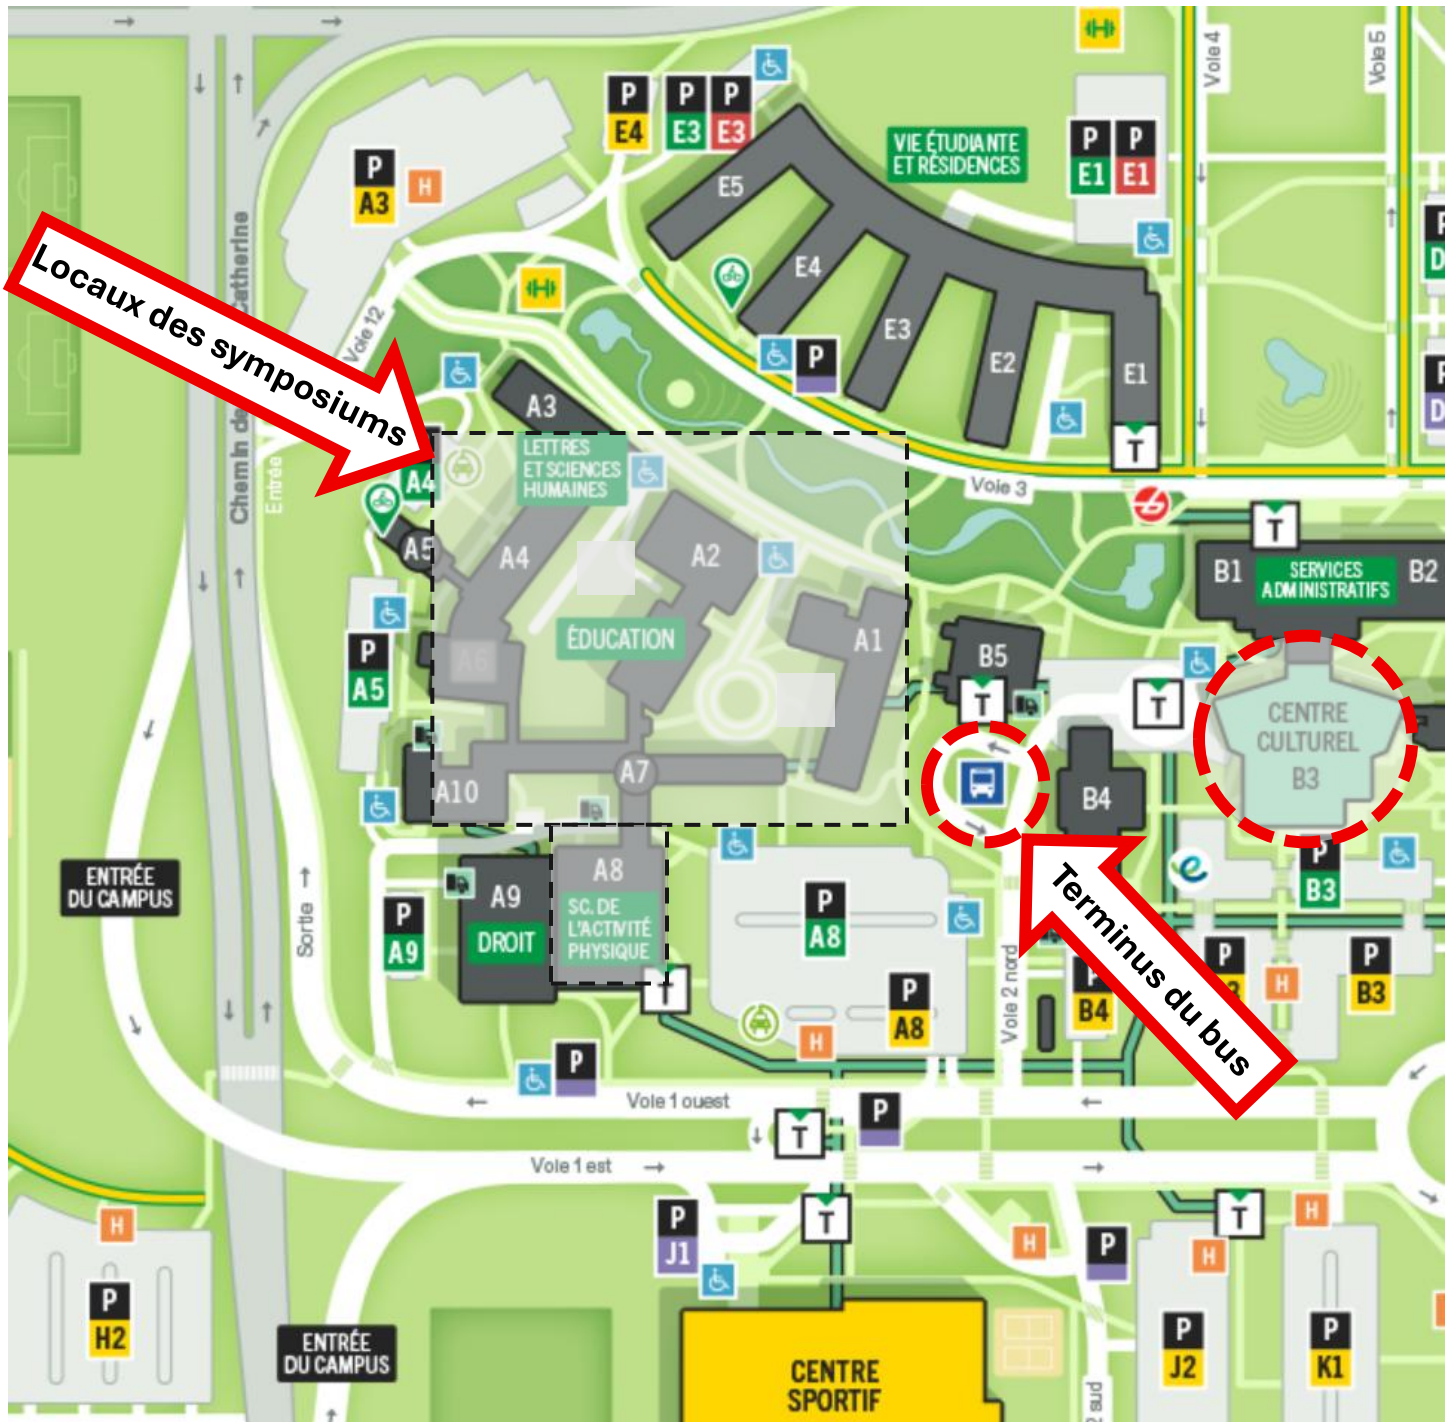 Voie 4
Voie 5
P
E4
P
E3
P
E3
VIE ÉTUDIANTE
ET RÉSIDENCES
P
E1
P
E1
P
A3
H
E5
E4
E3
E2
E1
P
T
Locaux des symposiums
Voie 12
Chemin de
Catherine
Entrée
A3
LETTRES
ET SCIENCES
HUMAINES
A4
A5
A4
A2
A1
A6
ÉDUCATION
Voie 3
T
B1
SERVICES
ADMINISTRATIFS
B2
P
A5
B5
T
T
CENTRE
CULTUREL
B3
A7
A10
B4
ENTRÉE
DU CAMPUS
Sortie
P
A9
A9
DROIT
A8
SC. DE
L'ACTIVITÉ
PHYSIQUE
T
P
A8
P
A8
H
Voie 2 nord
P
B4
Terminus du bus
P
B3
P
H
P
B3
P
Voie 1 ouest
T
P
Voie 1 est
P
J1
T
T
H
H
P
H
H
P
H2
ENTRÉE
DU CAMPUS
CENTRE
SPORTIF
P
J2
P
K1
sud